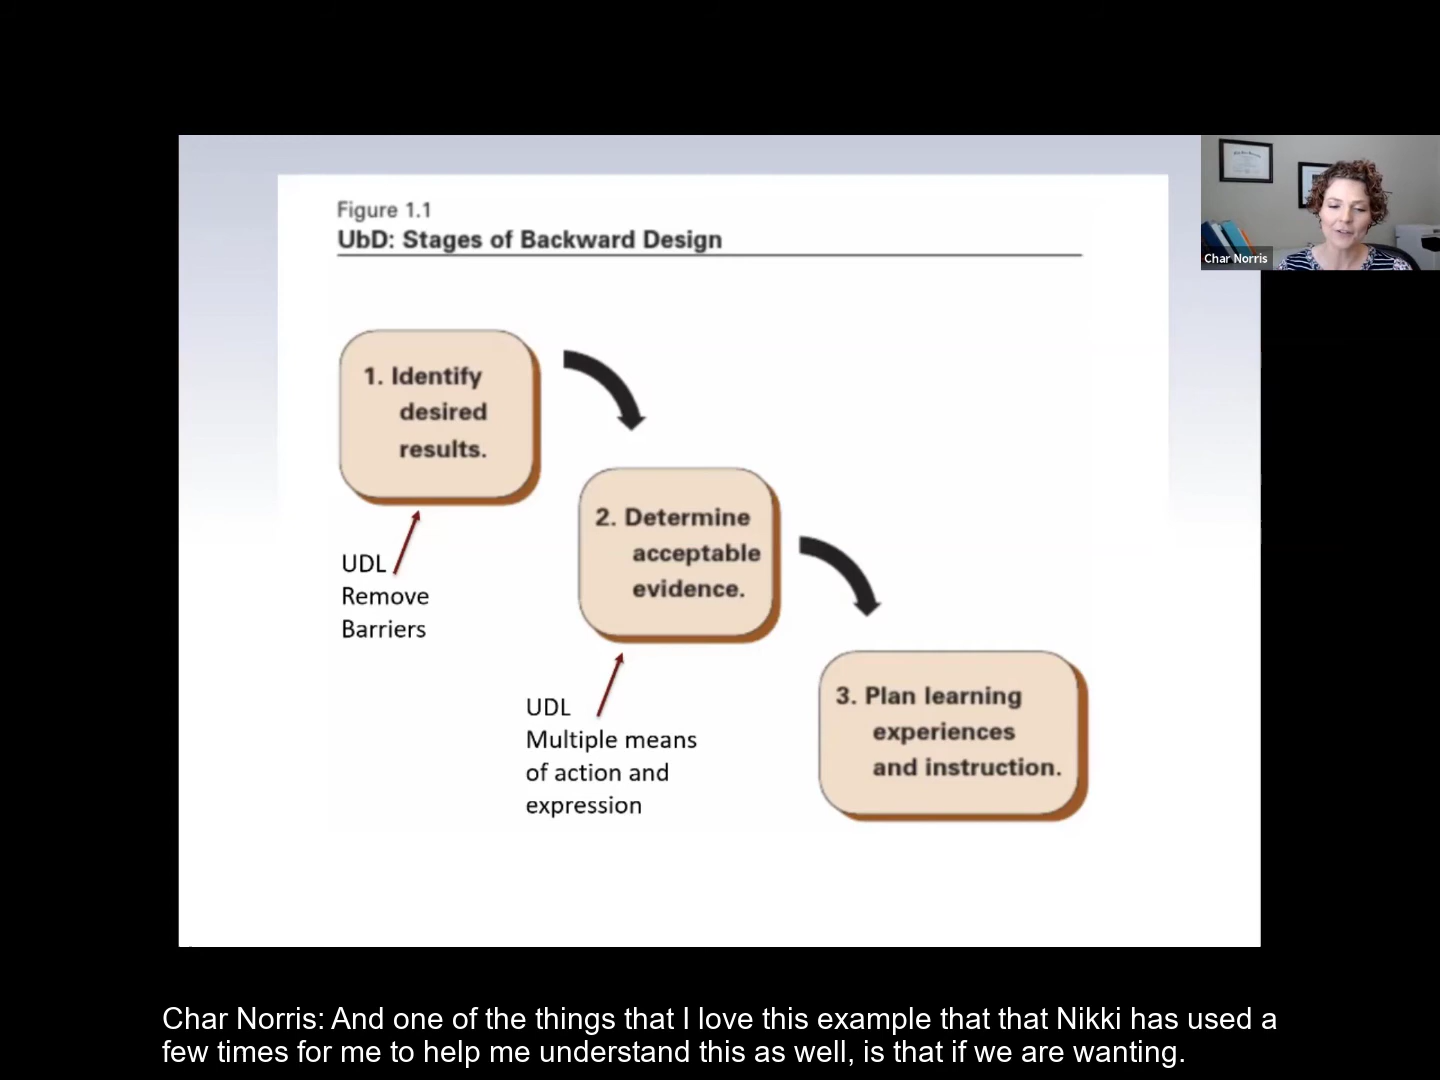 Figure 1.1
UbD: Stages of Backward Design
1. Identify
desired
results.
UDL
Remove
Barriers
2. Determine
acceptable
evidence.
UDL
Multiple means
of action and
expression
3. Plan learning
experiences
and instruction.
Char Norris
Char Norris: And one of the things that I love this example that that Nikki has used a
few times for me to help me understand this as well, is that if we are wanting.